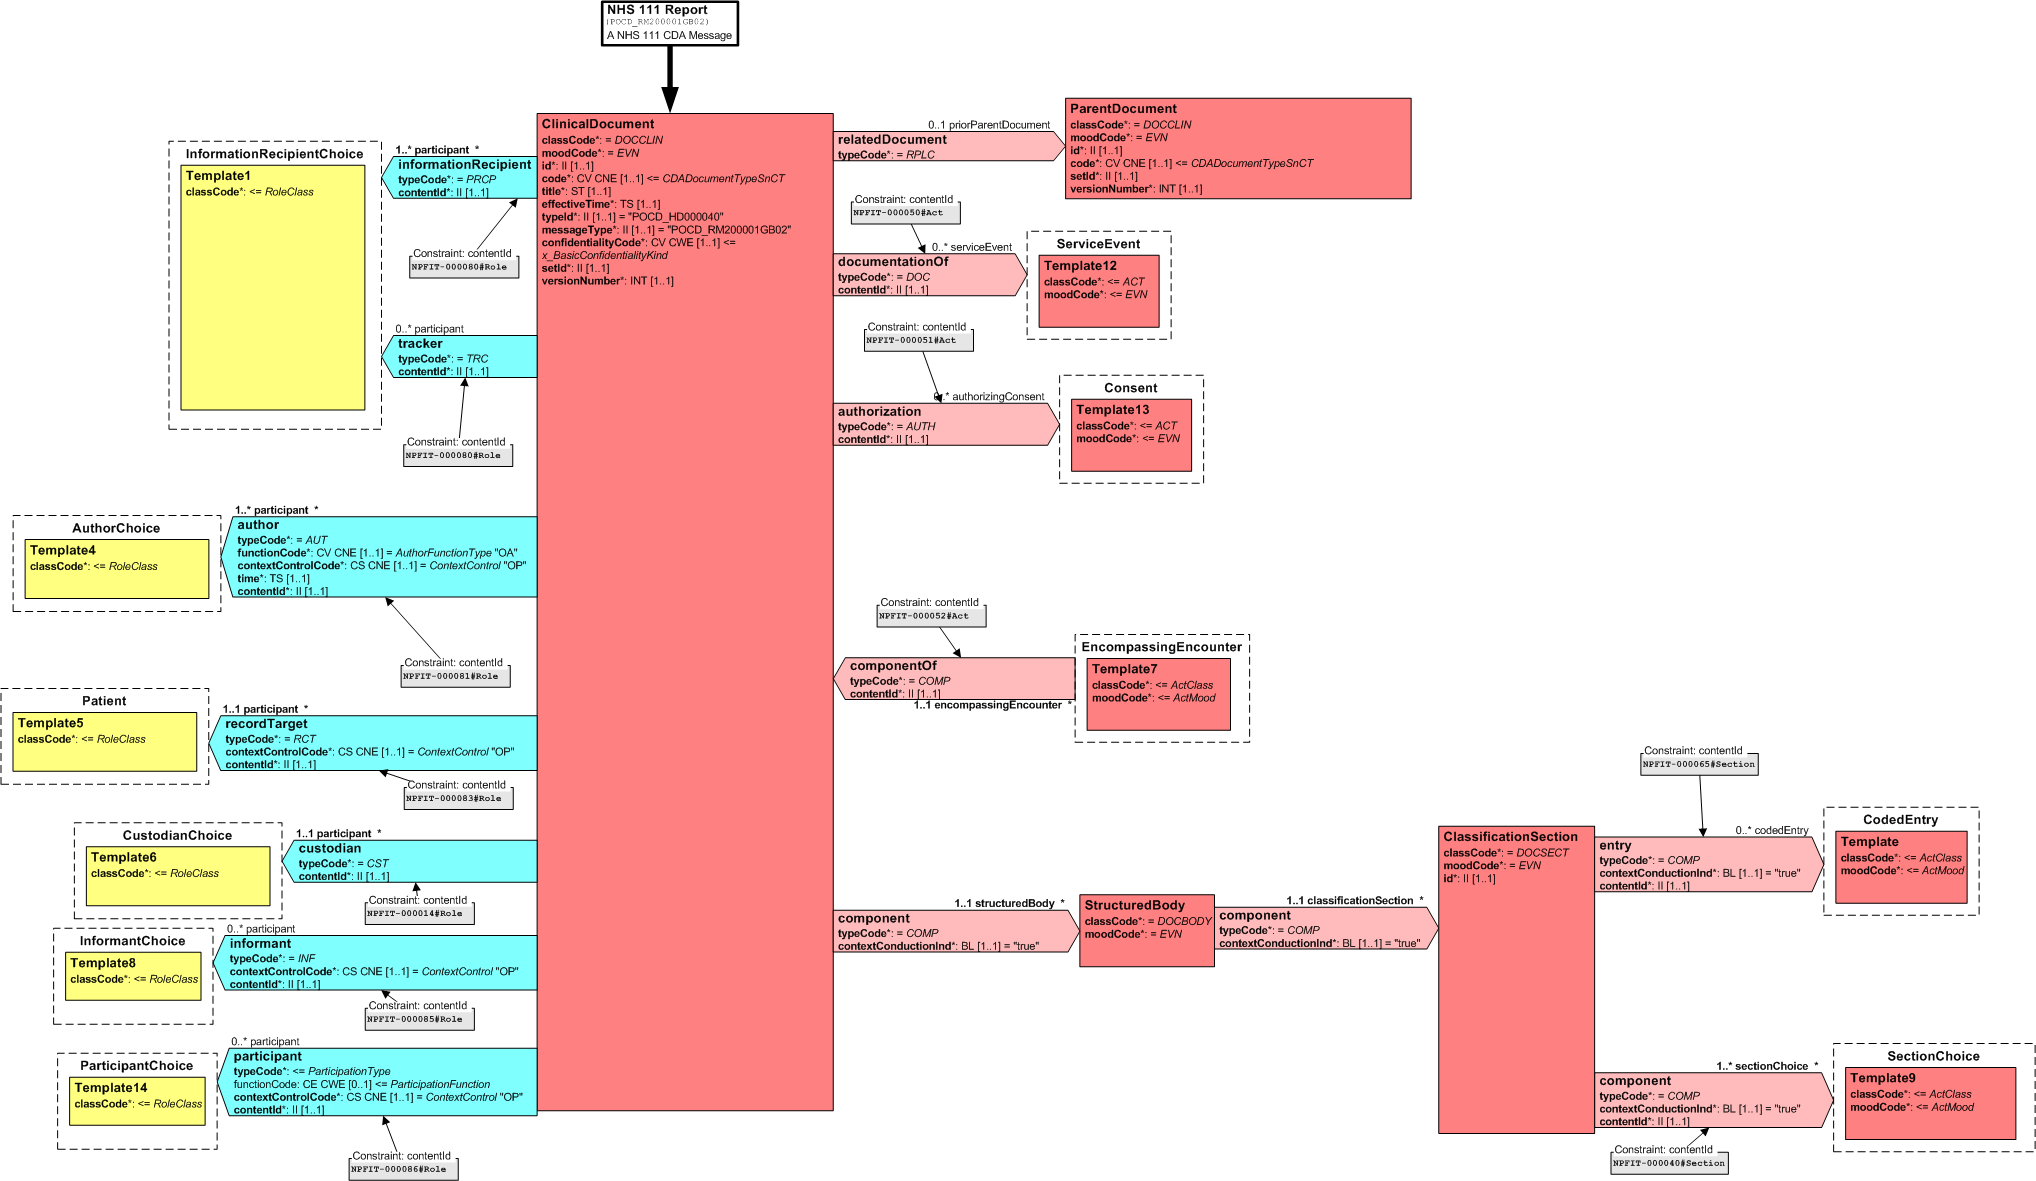 NHS 111 Report
(POCD_RM200001GB02)
A NHS 111 CDA Message
ClinicalDocument
classCode*: = DOCCLIN
moodCode*: = EVN
id*: II [1..1]
code*: CV CNE [1..1] <= CDADocumentTypeSnCT
title*: ST [1..1]
effectiveTime*: TS [1..1]
typeId*: II [1..1] = "POCD_HD000040"
messageType*: II [1..1] = "POCD_RM200001GB02"
confidentialityCode*: CV CWE [1..1] <=
x_BasicConfidentialityKind
setId*: II [1..1]
versionNumber*: INT [1..1]
InformationRecipientChoice
Template1
classCode*: <= RoleClass
1..* participant *
informationRecipient
typeCode*: = PRCP
contentId*: II [1..1]
Constraint: contentId
NPFIT-000080#Role
0..* participant
tracker
typeCode*: = TRC
contentId*: II [1..1]
Constraint: contentId
NPFIT-000080#Role
AuthorChoice
Template4
classCode*: <= RoleClass
1..* participant *
author
typeCode*: = AUT
functionCode*: CV CNE [1..1] = AuthorFunctionType "OA"
contextControlCode*: CS CNE [1..1] = ContextControl "OP"
time*: TS [1..1]
contentId*: II [1..1]
Constraint: contentId
NPFIT-000081#Role
Patient
Template5
classCode*: <= RoleClass
1..1 participant *
recordTarget
typeCode*: = RCT
contextControlCode*: CS CNE [1..1] = ContextControl "OP"
contentId*: II [1..1]
Constraint: contentId
NPFIT-000083#Role
CustodianChoice
Template6
classCode*: <= RoleClass
1..1 participant *
custodian
typeCode*: = CST
contentId*: II [1..1]
Constraint: contentId
NPFIT-000014#Role
InformantChoice
Template8
classCode*: <= RoleClass
0..* participant
informant
typeCode*: = INF
contextControlCode*: CS CNE [1..1] = ContextControl "OP"
contentId*: II [1..1]
Constraint: contentId
NPFIT-000085#Role
ParticipantChoice
Template14
classCode*: <= RoleClass
0..* participant
participant
typeCode*: <= ParticipationType
functionCode: CE CWE [0..1] <= ParticipationFunction
contextControlCode*: CS CNE [1..1] = ContextControl "OP"
contentId*: II [1..1]
Constraint: contentId
NPFIT-000086#Role
0..1 priorParentDocument
relatedDocument
typeCode*: = RPLC
ParentDocument
classCode*: = DOCCLIN
moodCode*: = EVN
id*: II [1..1]
code*: CV CNE [1..1] <= CDADocumentTypeSnCT
setId*: II [1..1]
versionNumber*: INT [1..1]
Constraint: contentId
NPFIT-000050#Act
0..* serviceEvent
documentationOf
typeCode*: = DOC
contentId*: II [1..1]
ServiceEvent
Template12
classCode*: <= ACT
moodCode*: <= EVN
Constraint: contentId
NPFIT-000051#Act
0..* authorizingConsent
authorization
typeCode*: = AUTH
contentId*: II [1..1]
Consent
Template13
classCode*: <= ACT
moodCode*: <= EVN
Constraint: contentId
NPFIT-000052#Act
componentOf
typeCode*: = COMP
contentId*: II [1..1]
1..1 encompassingEncounter *
EncompassingEncounter
Template7
classCode*: <= ActClass
moodCode*: <= ActMood
1..1 structuredBody *
component
typeCode*: = COMP
contextConductionInd*: BL [1..1] = "true"
StructuredBody
classCode*: = DOCBODY
moodCode*: = EVN
1..1 classificationSection *
component
typeCode*: = COMP
contextConductionInd*: BL [1..1] = "true"
ClassificationSection
classCode*: = DOCSECT
moodCode*: = EVN
id*: II [1..1]
Constraint: contentId
NPFIT-000065#Section
0..* codedEntry
entry
typeCode*: = COMP
contextConductionInd*: BL [1..1] = "true"
contentId*: II [1..1]
CodedEntry
Template
classCode*: <= ActClass
moodCode*: <= ActMood
1..* sectionChoice *
component
typeCode*: = COMP
contextConductionInd*: BL [1..1] = "true"
contentId*: II [1..1]
Constraint: contentId
NPFIT-000040#Section
SectionChoice
Template9
classCode*: <= ActClass
moodCode*: <= ActMood